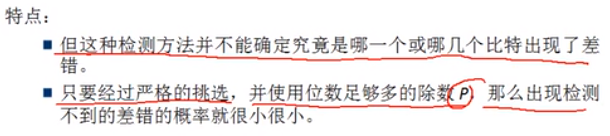 特点：
■ 但这种检测方法并不能确定究竟是哪一个或哪几个比特出现了差
错。
■ 只要经过严格的挑选，并使用位数足够多的除数 P，那么出现检测
不到的差错的概率就很小很小。